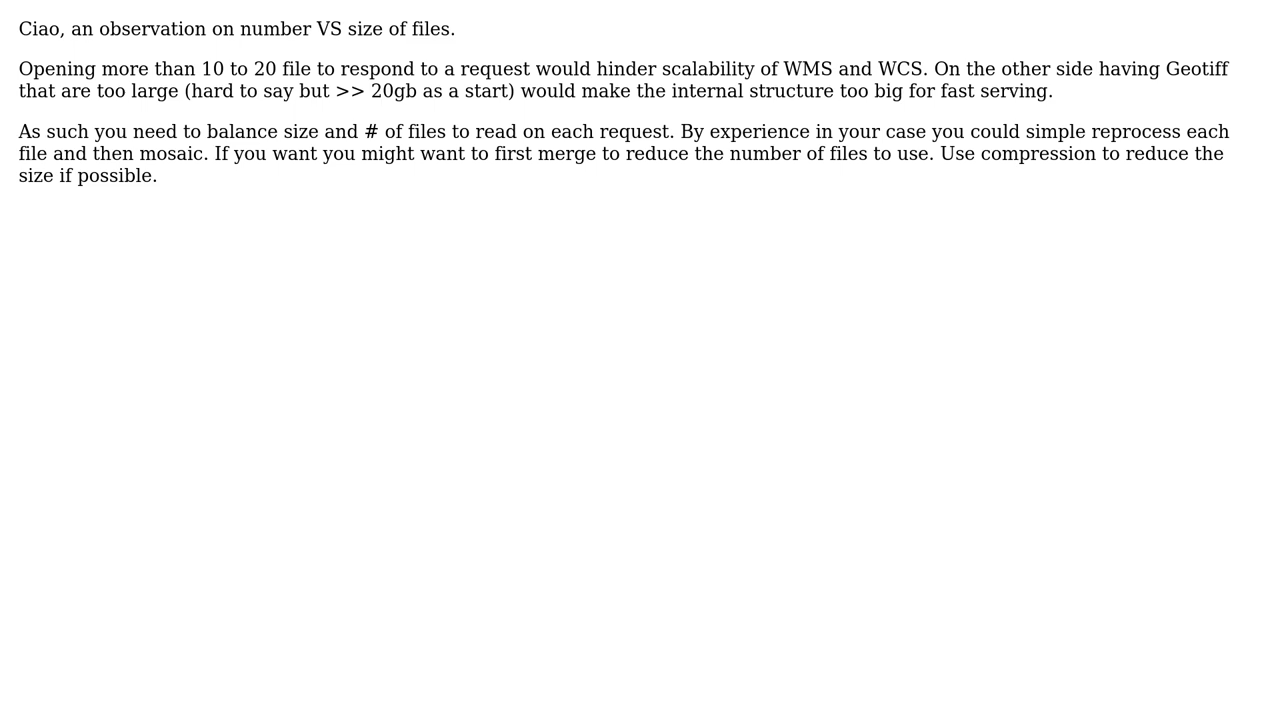 Ciao, an observation on number VS size of files.
Opening more than 10 to 20 file to respond to a request would hinder scalability of WMS and WCS. On the other side having Geotiff
that are too large (hard to say but >> 20gb as a start) would make the internal structure too big for fast serving.
As such you need to balance size and # of files to read on each request. By experience in your case you could simple reprocess each
file and then mosaic. If you want you might want to first merge to reduce the number of files to use. Use compression to reduce the
size if possible.